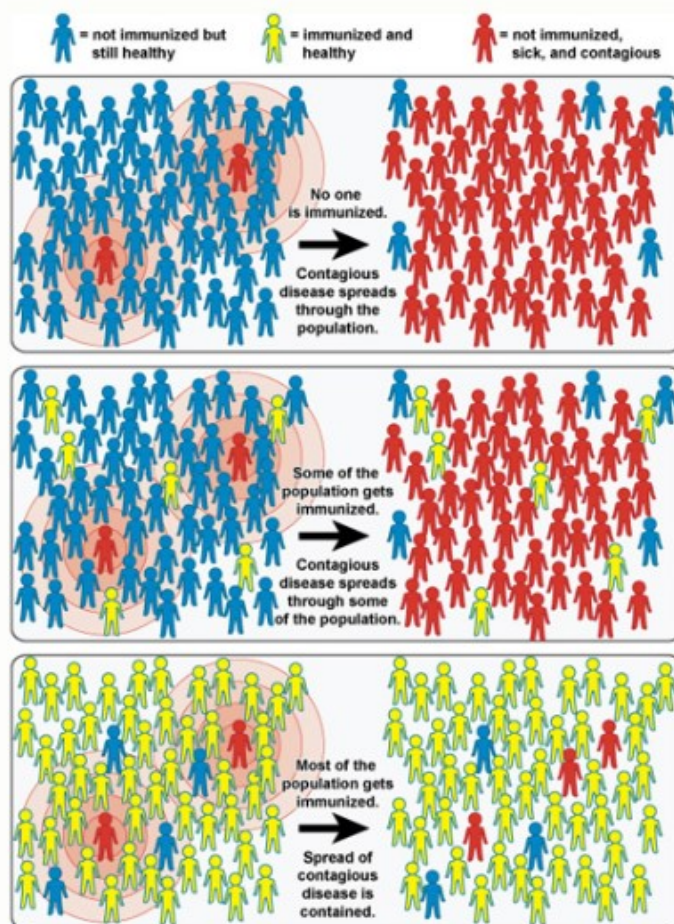 = not immunized but
still healthy
= immunized and
healthy
= not immunized,
sick, and contagious
No one
is immunized.
Contagious
disease spreads
through the
population.
Some of the
population gets
immunized.
Contagious
disease spreads
through some
of the population.
Most of the
population gets
immunized.
Spread of
contagious
disease is
contained.